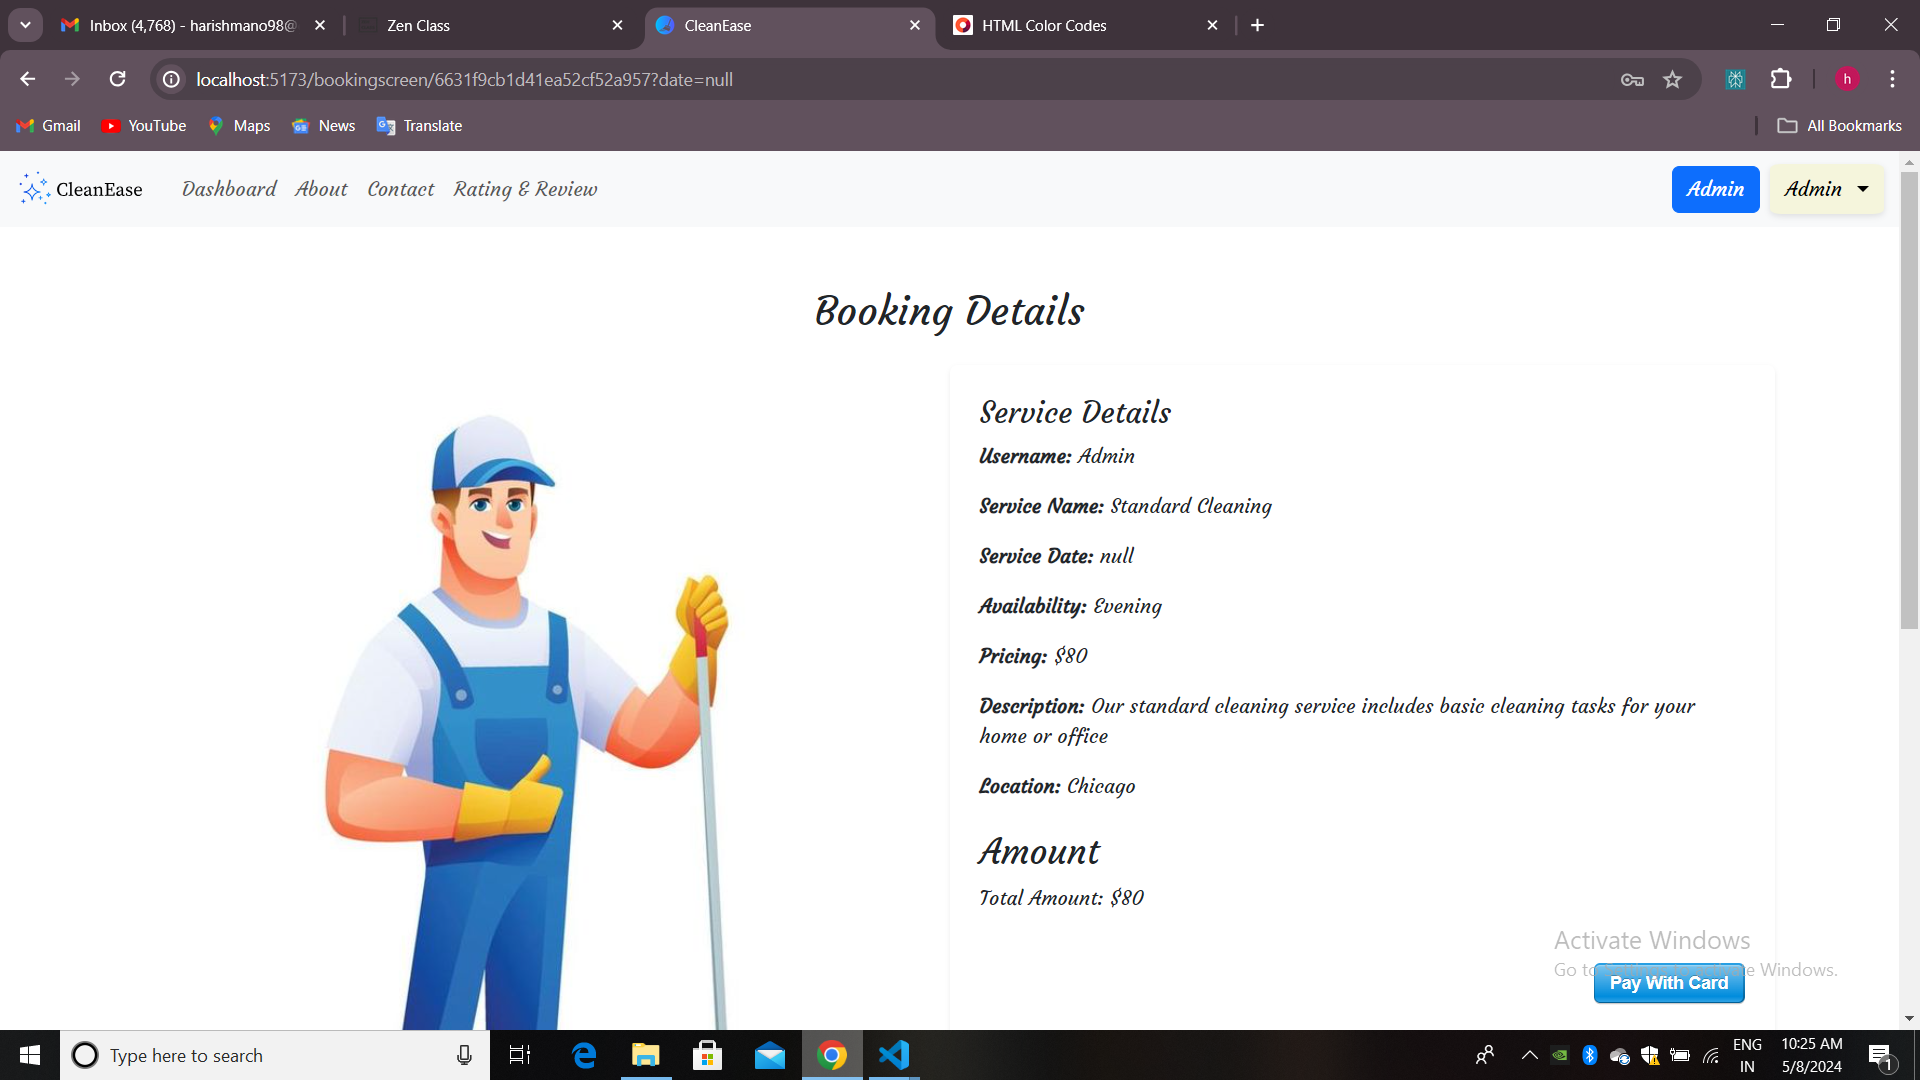 Inbox (4,768) - harishmano98@
Zen Class
CleanEase
HTML Color Codes
localhost:5173/bookingscreen/6631f9cb1d41ea52cf52a957?date=null
h
Gmail
YouTube
Maps
News
Translate
All Bookmarks
CleanEase
Dashboard
About
Contact
Rating & Review
Admin
Admin
Booking Details
Service Details
Username: Admin
Service Name: Standard Cleaning
Service Date: null
Availability: Evening
Pricing: $80
Description: Our standard cleaning service includes basic cleaning tasks for your
home or office
Location: Chicago
Amount
Total Amount: $80
Activate Windows
Go to Windows.
Pay With Card
Type here to search
ENG
IN
10:25 AM
5/8/2024
1